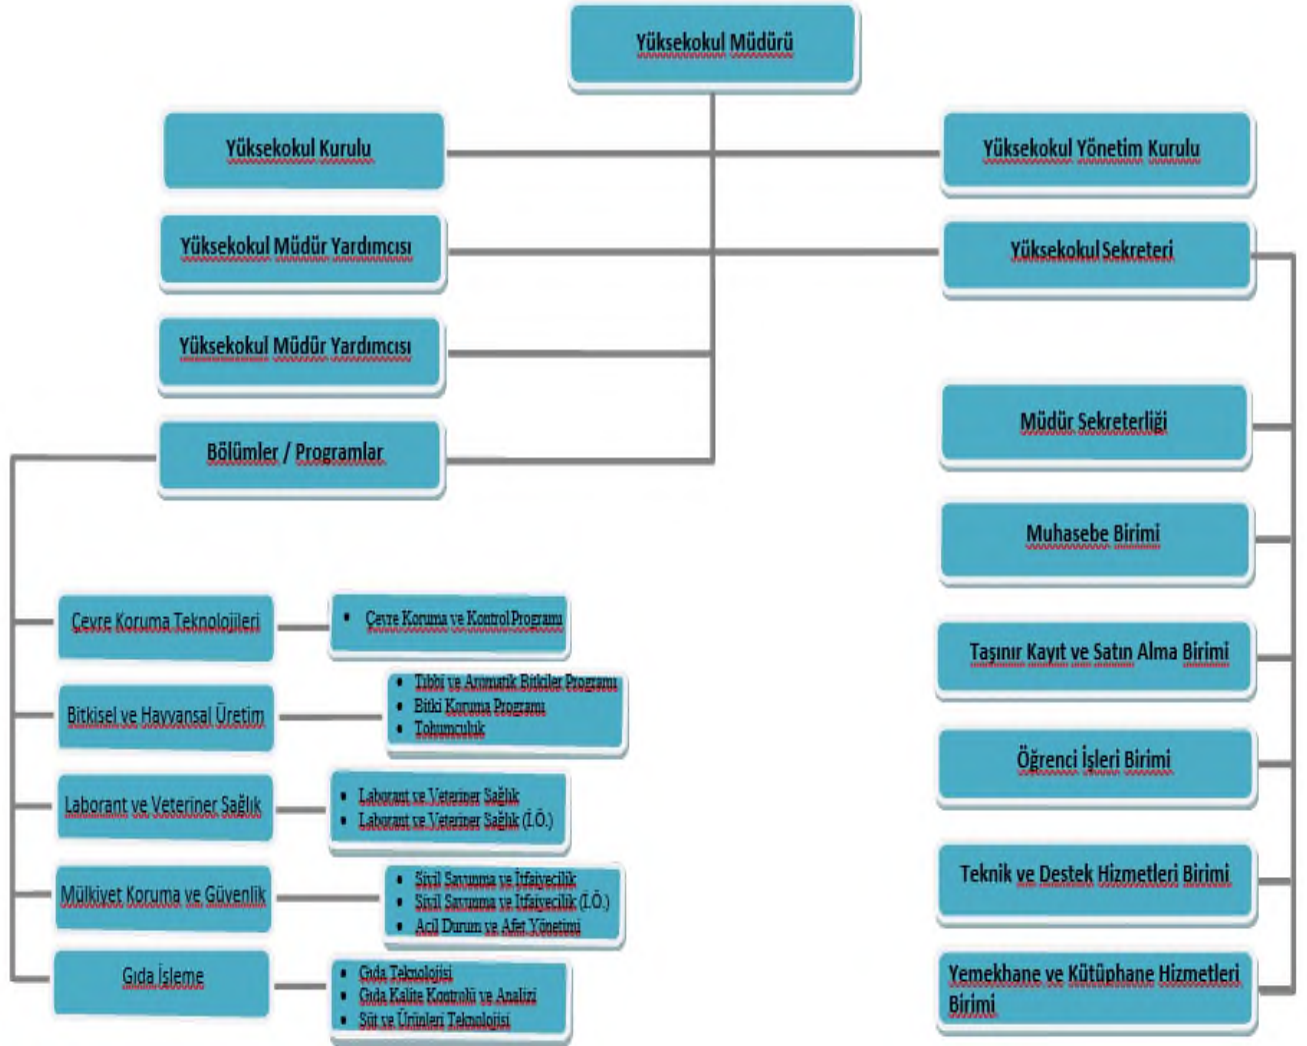 Yüksekokul Müdürü
Yüksekokul Kurulu
Yüksekokul Yönetim Kurulu
Yüksekokul Müdür Yardımcısı
Yüksekokul Sekreteri
Yüksekokul Müdür Yardımcısı
Bölümler / Programlar
Müdür Sekreterliği
Muhasebe Birimi
Taşınır Kayıt ve Satın Alma Birimi
Öğrenci İşleri Birimi
Teknik ve Destek Hizmetleri Birimi
Yemekhane ve Kütüphane Hizmetleri
Birimi
Çevre Koruma Teknolojileri
• Çevre Koruma ve Kontrol Programı
Bitkisel ve Hayvansal Üretim
• Tıbbi ve Aromatik Bitkiler Programı
• Bitki Koruma Programı
• Tohumculuk
Laborant ve Veteriner Sağlık
• Laborant ve Veteriner Sağlık
• Laborant ve Veteriner Sağlık (İ.Ö.)
Mülkiyet Koruma ve Güvenlik
• Sivil Savunma ve İtfaiyecilik
• Sivil Savunma ve İtfaiyecilik (İ.Ö.)
• Acil Durum ve Afet Yönetimi
Gıda İşleme
• Gıda Teknolojisi
• Gıda Kalite Kontrolü ve Analizi
• Süt ve Ürünleri Teknolojisi